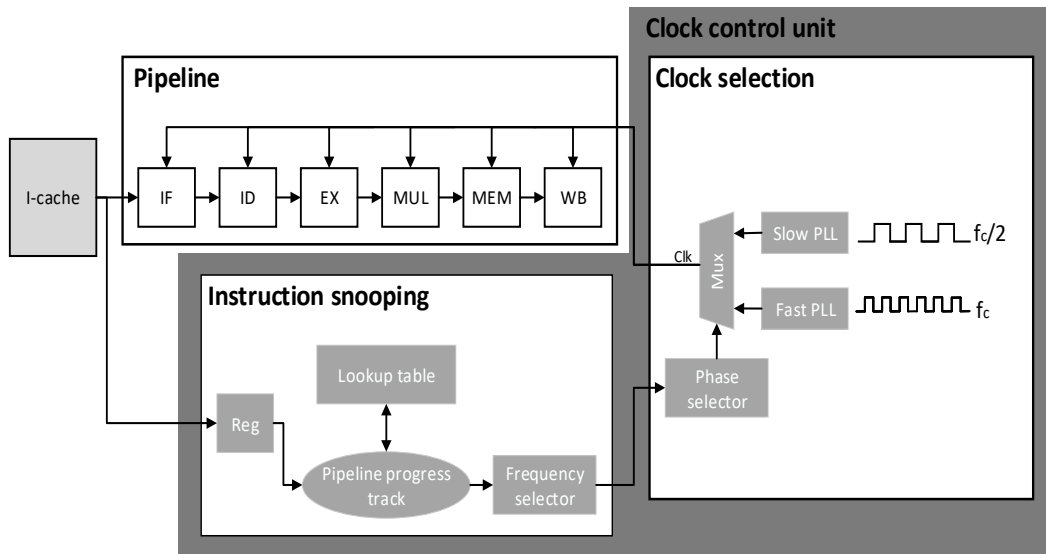 Clock control unit
Pipeline
Clock selection
I-cache
IF
ID
EX
MUL
MEM
WB
Slow PLL
fc/2
Clk
Mux
Fast PLL
fc
Instruction snooping
Lookup table
Phase
selector
Reg
Pipeline progress
track
Frequency
selector